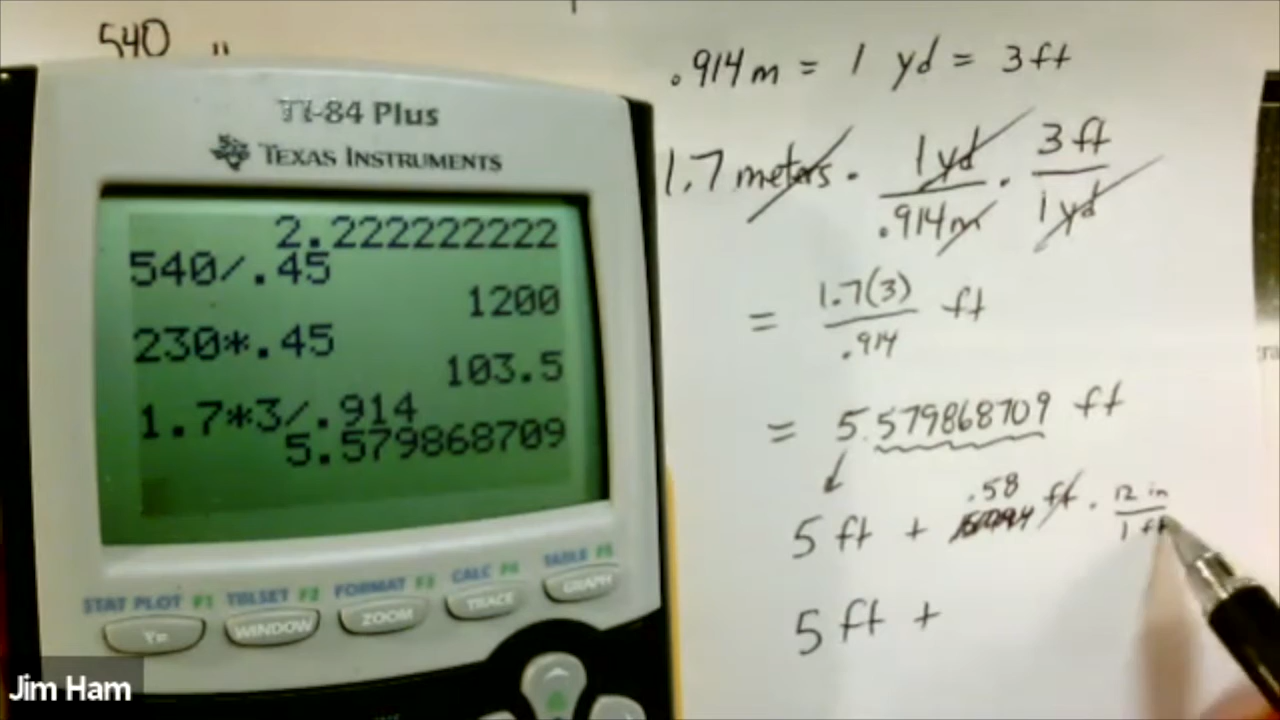 540 "
TI-84 Plus
TEXAS INSTRUMENTS
2.222222222
540/.45
1200
230*.45
103.5
1.7*3/.914
5.579868709
STAT PLOT F1 TBLSET F2 FORMAT F3 CALC F4 TABLE F5
Y= WINDOW ZOOM TRACE GRAPH
.914 m = 1 yd = 3 ft
1.7 meters · 1 yd / .914 m · 3 ft / 1 yd
= 1.7(3) / .914 ft
= 5.579868709 ft
5 ft + .58 ft · 12 in / 1 ft
5 ft +
Jim Ham